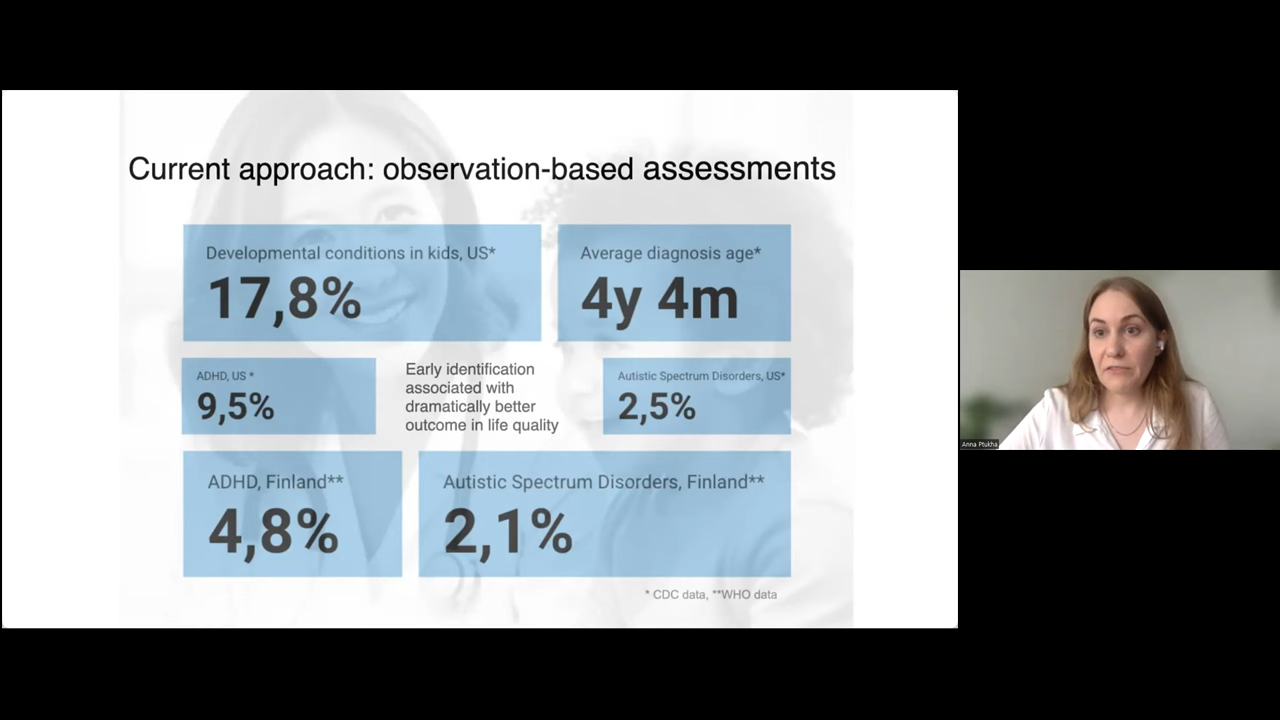 Current approach: observation-based assessments
Developmental conditions in kids, US*
17,8%
Average diagnosis age*
4y 4m
ADHD, US *
9,5%
Early identification
associated with
dramatically better
outcome in life quality
Autistic Spectrum Disorders, US*
2,5%
ADHD, Finland**
4,8%
Autistic Spectrum Disorders, Finland**
2,1%
* CDC data, **WHO data
Anna Ptukha